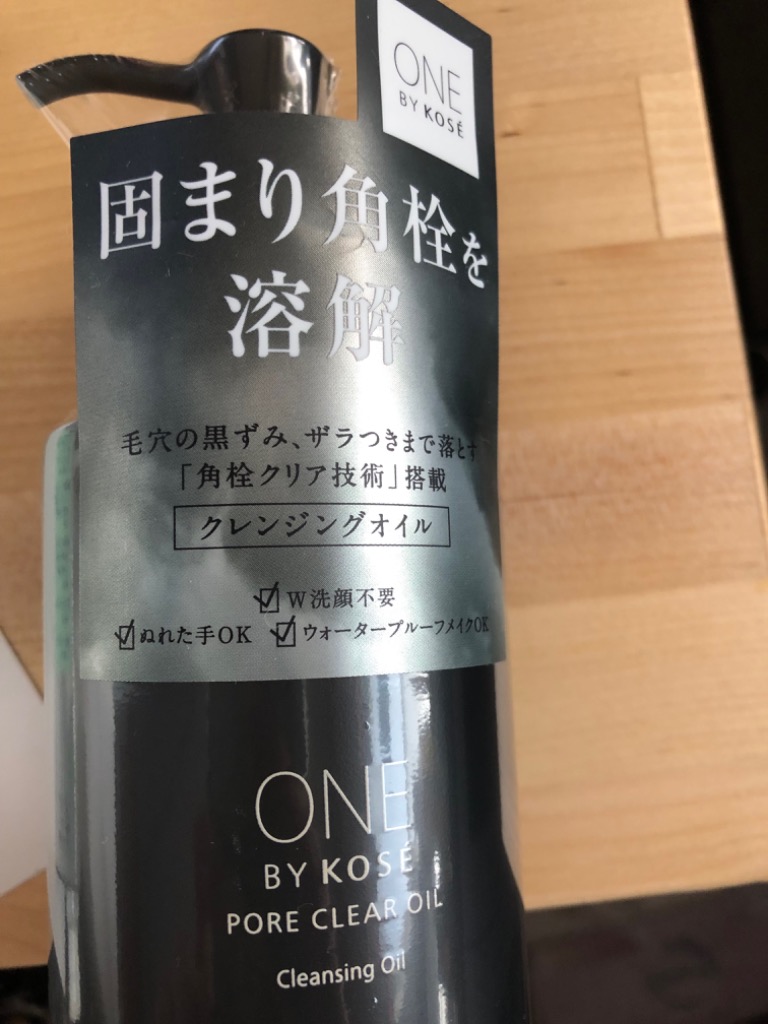 ONE
BY KOSÉ
固まり角栓を
溶解
毛穴の黒ずみ、ザラつきまで落とす
「角栓クリア技術」搭載
クレンジングオイル
W洗顔不要
ぬれた手OK ウォータープルーフメイクOK
ONE
BY KOSÉ
PORE CLEAR OIL
Cleansing Oil